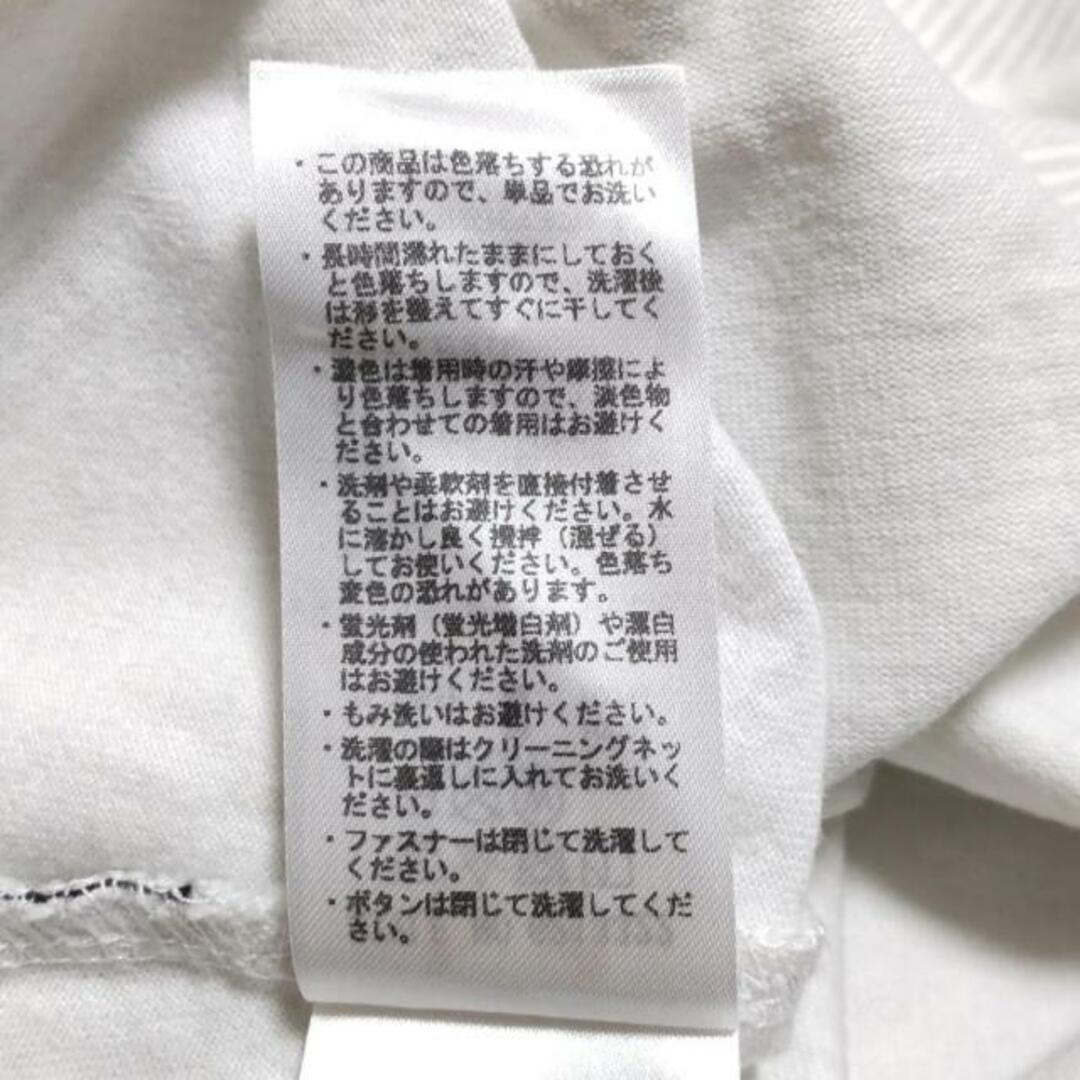 ・この商品は色落ちする恐れが
ありますので、単品でお洗い
ください。
・長時間濡れたままにしておく
と色落ちしますので、洗濯後
は形を整えてすぐに干してく
ださい。
・濃色は着用時の汗や摩擦によ
り色落ちしますので、淡色物
と合わせての着用はお避けく
ださい。
・洗剤や柔軟剤を直接付着させ
ることはお避けください。水
に溶かし良く撹拌（混ぜる）
してお使いください。色落ち
変色の恐れがあります。
・蛍光剤（蛍光増白剤）や漂白
成分の使われた洗剤のご使用
はお避けください。
・もみ洗いはお避けください。
・洗濯の際はクリーニングネッ
トに裏返しに入れてお洗いく
ださい。
・ファスナーは閉じて洗濯して
ください。
・ボタンは閉じて洗濯してくだ
さい。